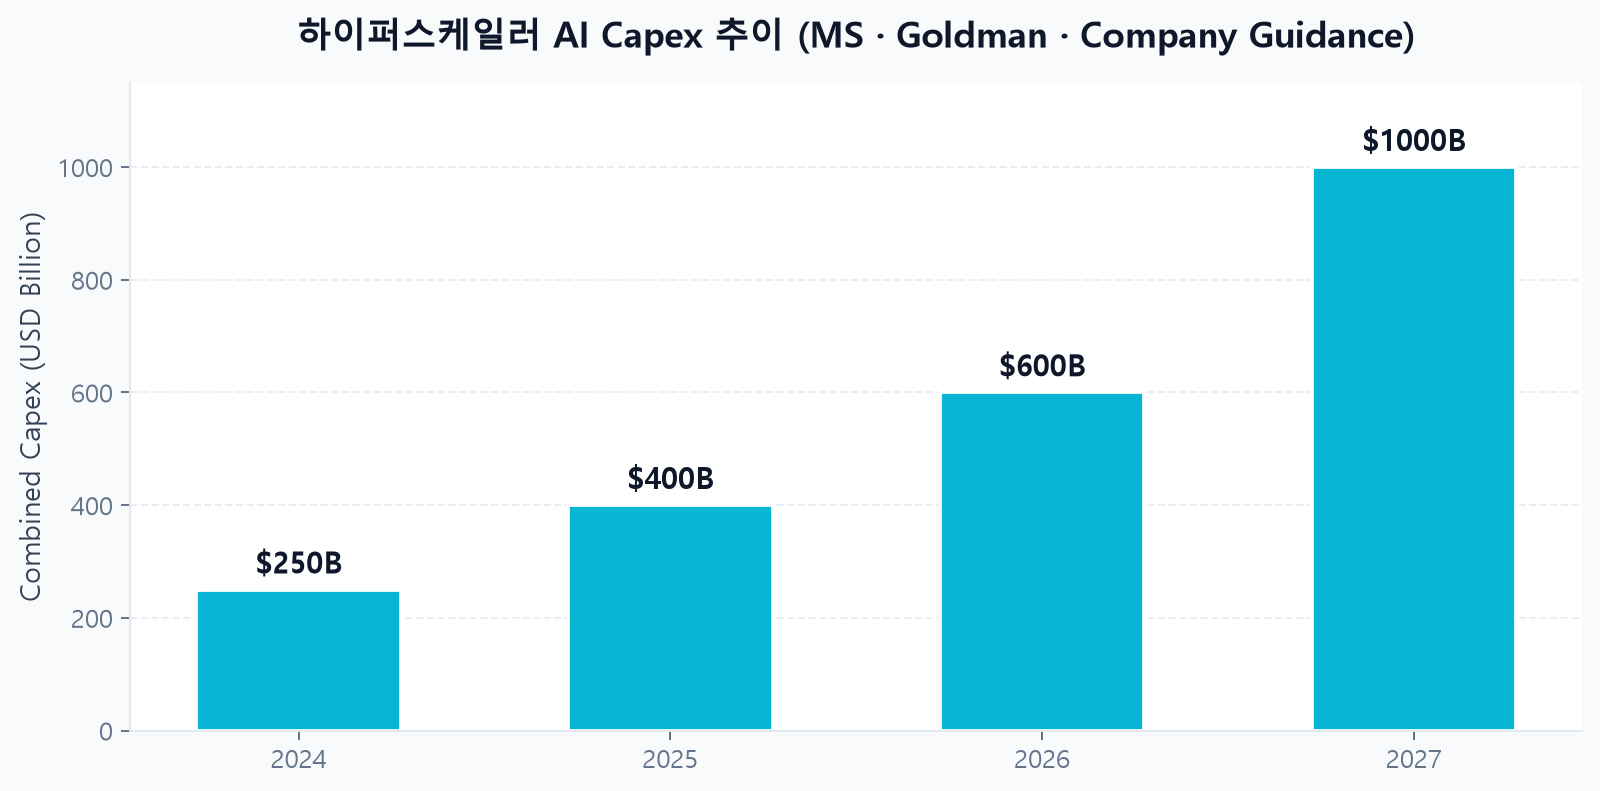 하이퍼스케일러 AI Capex 추이 (MS · Goldman · Company Guidance)
Combined Capex (USD Billion)
1000
800
600
400
200
0
$250B
$400B
$600B
$1000B
2024
2025
2026
2027